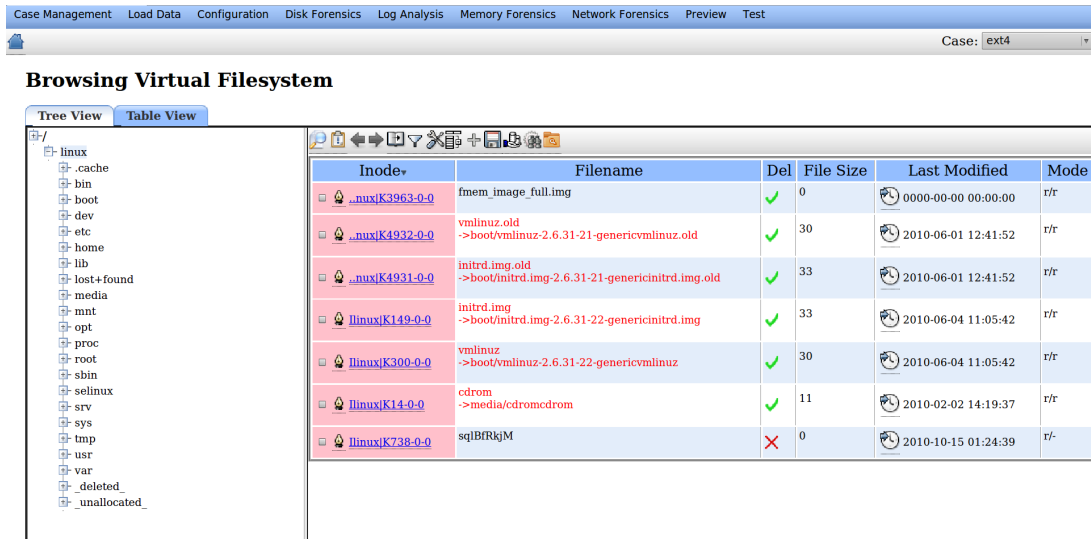 Case Management Load Data Configuration Disk Forensics Log Analysis Memory Forensics Network Forensics Preview Test
Case: ext4
Browsing Virtual Filesystem
Tree View Table View
/
linux
.cache
bin
boot
dev
etc
home
lib
lost+found
media
mnt
opt
proc
root
sbin
selinux
srv
sys
tmp
usr
var
_deleted_
_unallocated_
Inode Filename Del File Size Last Modified Mode
..nux|K3963-0-0 fmem_image_full.img 0 0000-00-00 00:00:00 r/r
..nux|K4932-0-0 vmlinuz.old 30 2010-06-01 12:41:52 r/r
->boot/vmlinuz-2.6.31-21-genericvmlinuz.old
..nux|K4931-0-0 initrd.img.old 33 2010-06-01 12:41:52 r/r
->boot/initrd.img-2.6.31-21-genericinitrd.img.old
Ilinux|K149-0-0 initrd.img 33 2010-06-04 11:05:42 r/r
->boot/initrd.img-2.6.31-22-genericinitrd.img
Ilinux|K300-0-0 vmlinuz 30 2010-06-04 11:05:42 r/r
->boot/vmlinuz-2.6.31-22-genericvmlinuz
Ilinux|K14-0-0 cdrom 11 2010-02-02 14:19:37 r/r
->media/cdromcdrom
Ilinux|K738-0-0 sqlBfRkjM 0 2010-10-15 01:24:39 r/-